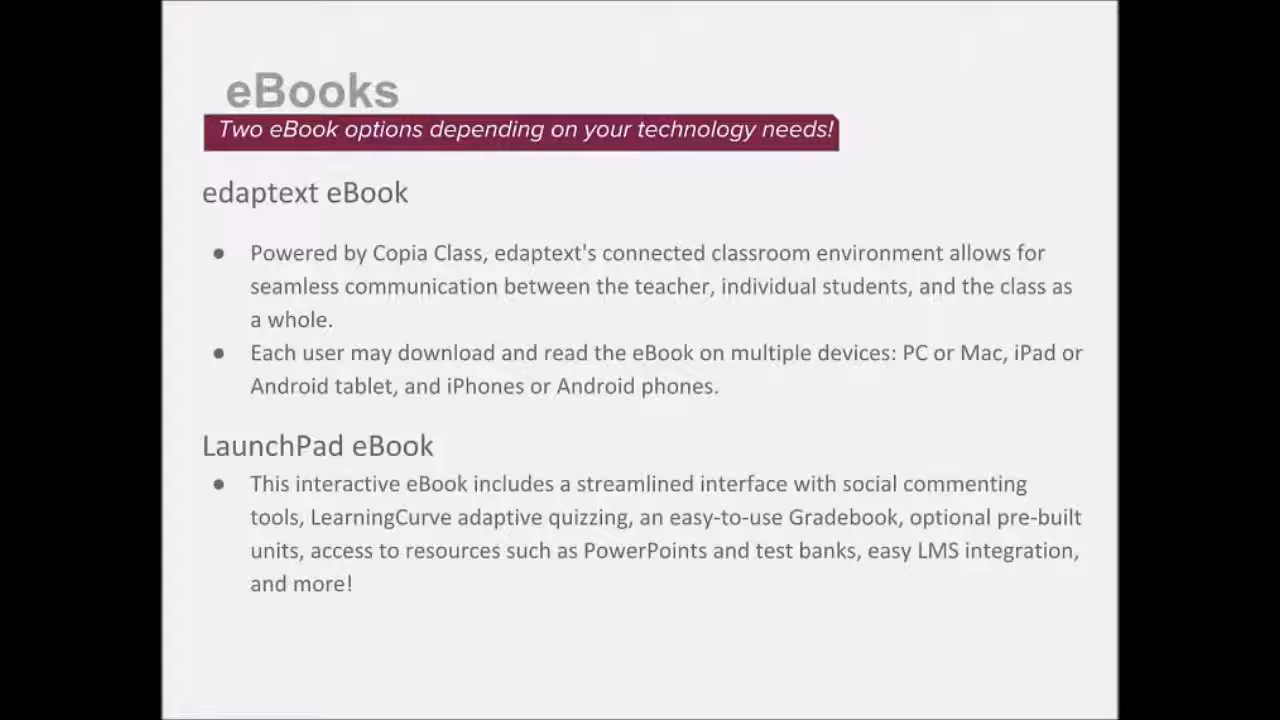 eBooks
Two eBook options depending on your technology needs!
edaptext eBook
● Powered by Copia Class, edaptext's connected classroom environment allows for
seamless communication between the teacher, individual students, and the class as
a whole.
● Each user may download and read the eBook on multiple devices: PC or Mac, iPad or
Android tablet, and iPhones or Android phones.
LaunchPad eBook
● This interactive eBook includes a streamlined interface with social commenting
tools, LearningCurve adaptive quizzing, an easy-to-use Gradebook, optional pre-built
units, access to resources such as PowerPoints and test banks, easy LMS integration,
and more!